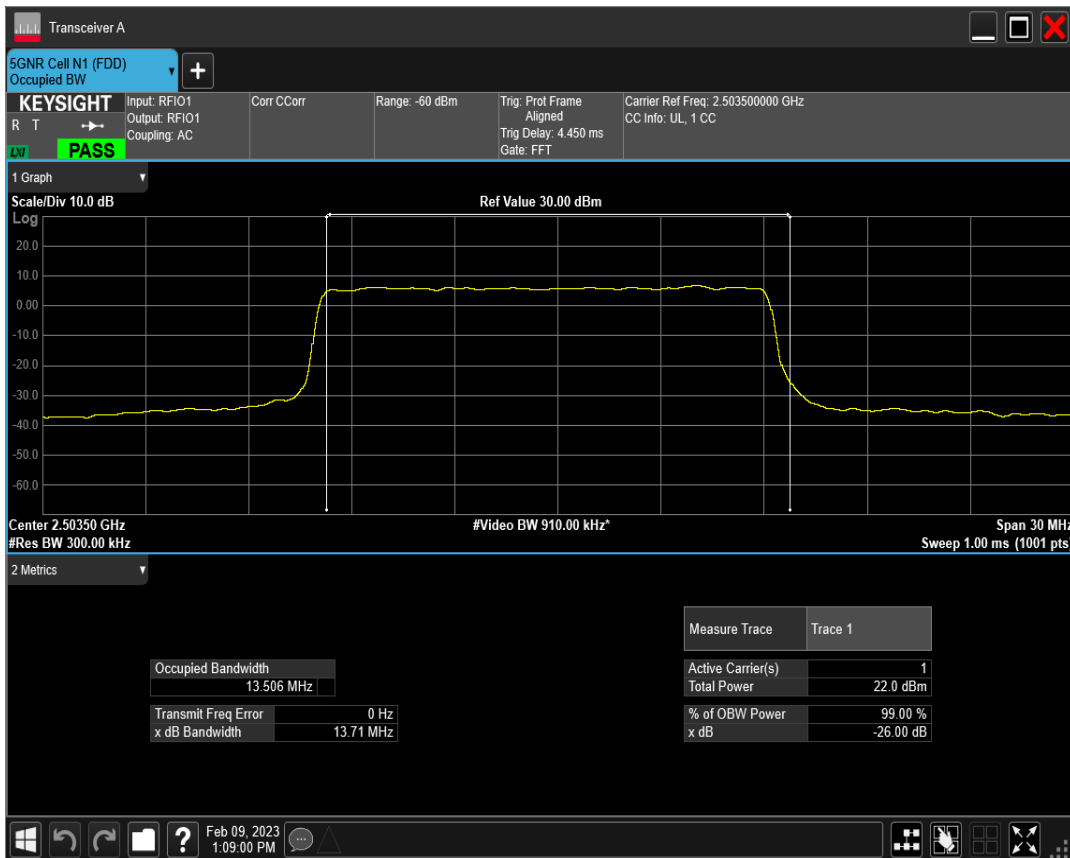 Transceiver A
5GNR Cell N1 (FDD)
Occupied BW
+
KEYSIGHT
R T
LXI
PASS
Input: RFIO1
Output: RFIO1
Coupling: AC
Corr CCorr
Range: -60 dBm
Trig: Prot Frame
Aligned
Trig Delay: 4.450 ms
Gate: FFT
Carrier Ref Freq: 2.503500000 GHz
CC Info: UL, 1 CC
1 Graph
Scale/Div 10.0 dB
Ref Value 30.00 dBm
Log
20.0
10.0
0.00
-10.0
-20.0
-30.0
-40.0
-50.0
-60.0
Center 2.50350 GHz
#Video BW 910.00 kHz*
Span 30 MHz
#Res BW 300.00 kHz
Sweep 1.00 ms (1001 pts)
2 Metrics
Measure Trace Trace 1
Occupied Bandwidth
13.506 MHz
Active Carrier(s) 1
Total Power 22.0 dBm
Transmit Freq Error 0 Hz
x dB Bandwidth 13.71 MHz
% of OBW Power 99.00 %
x dB -26.00 dB
?
Feb 09, 2023
1:09:00 PM